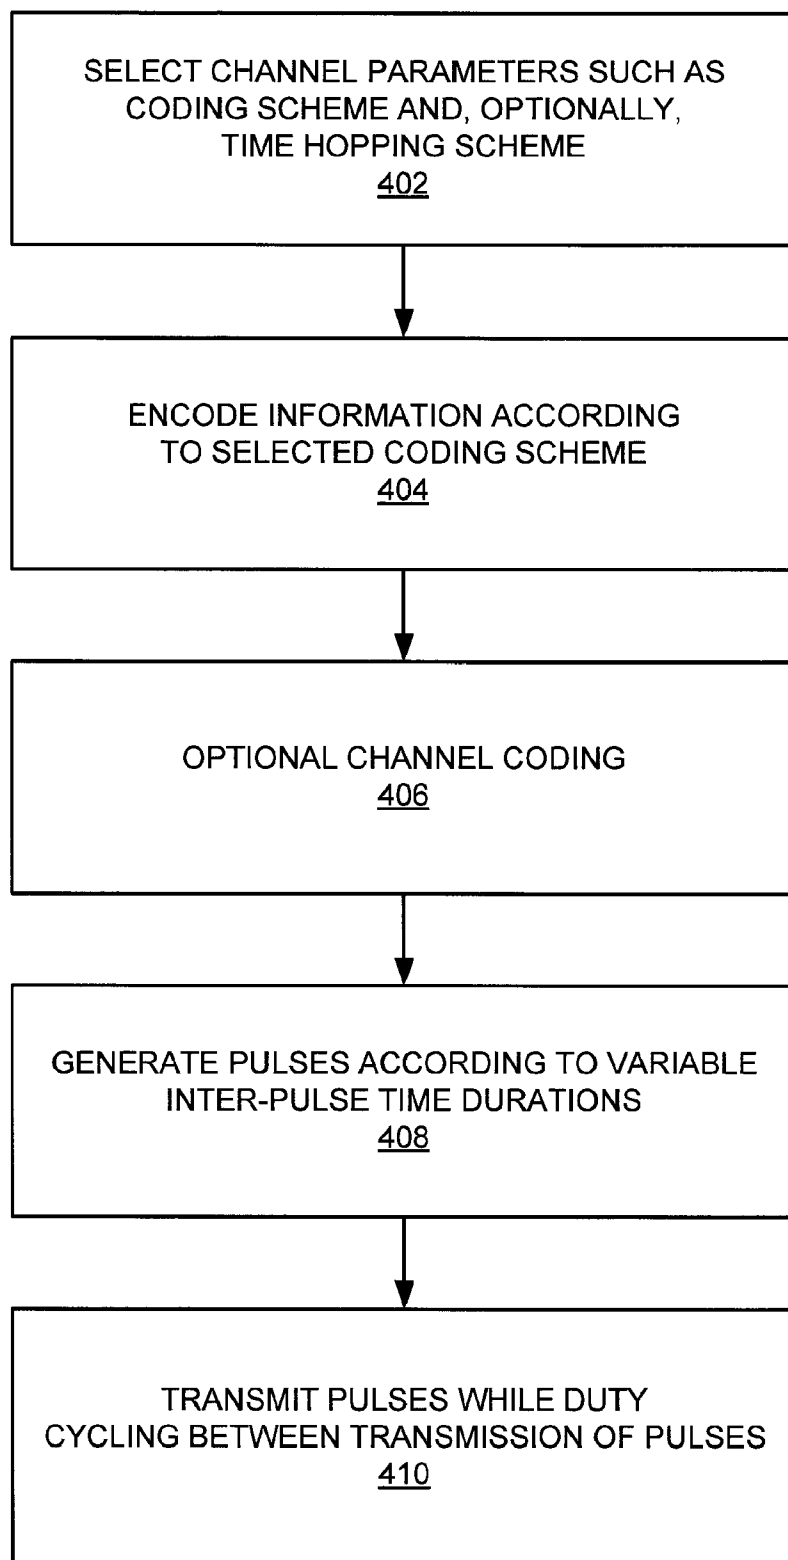 SELECT CHANNEL PARAMETERS SUCH AS
CODING SCHEME AND, OPTIONALLY,
TIME HOPPING SCHEME
402
ENCODE INFORMATION ACCORDING
TO SELECTED CODING SCHEME
404
OPTIONAL CHANNEL CODING
406
GENERATE PULSES ACCORDING TO VARIABLE
INTER-PULSE TIME DURATIONS
408
TRANSMIT PULSES WHILE DUTY
CYCLING BETWEEN TRANSMISSION OF PULSES
410